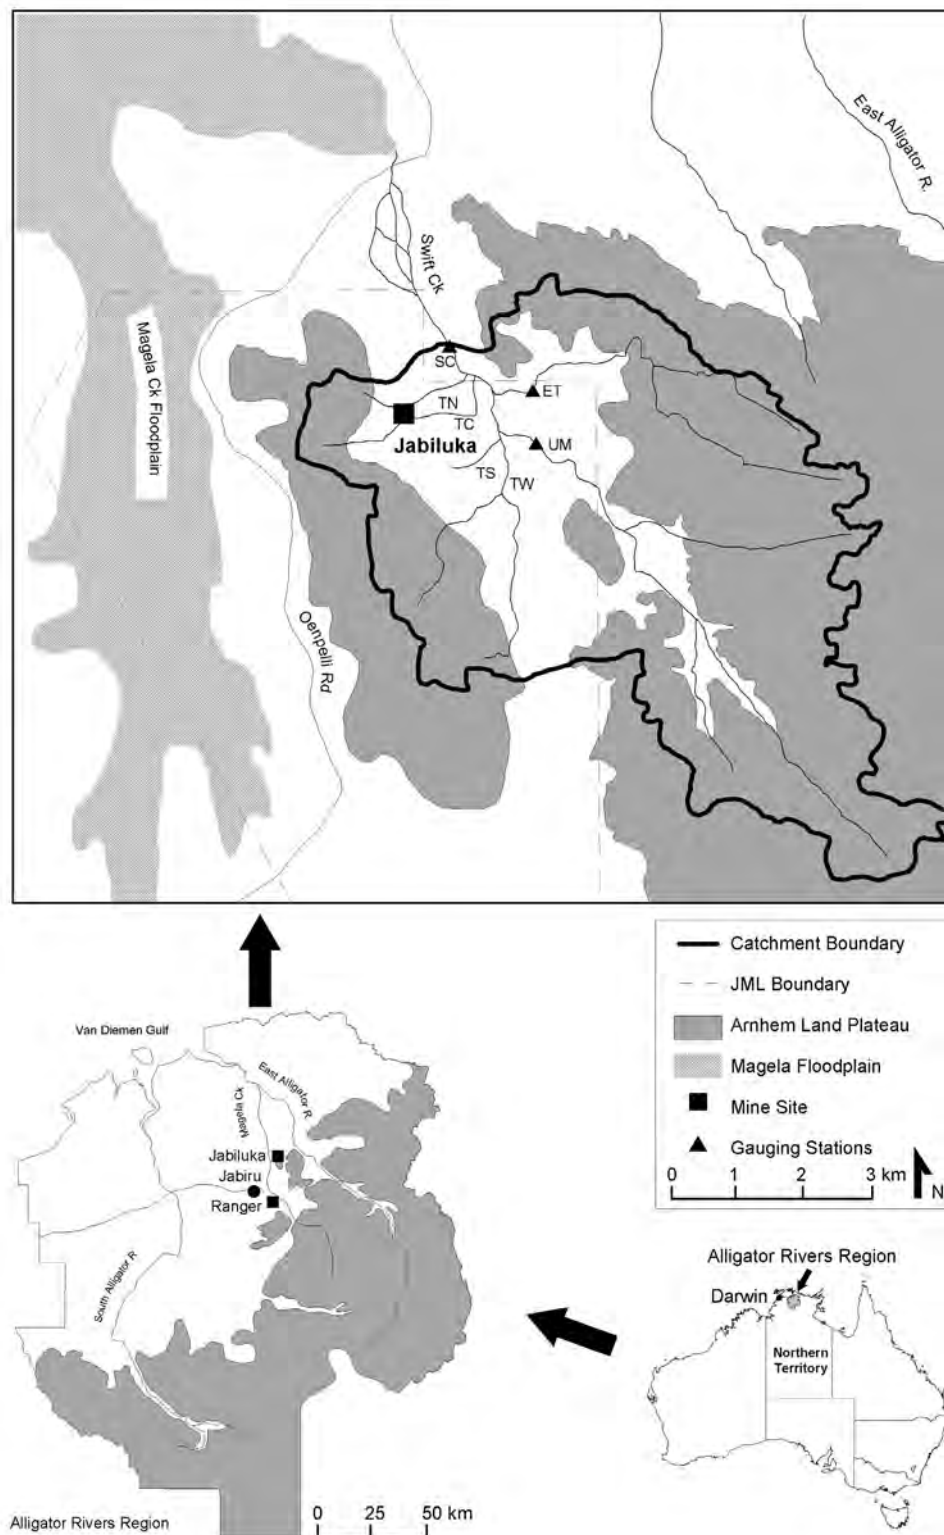 East Alligator R.
Swift Ck
Magela Ck Floodplain
SC
ET
TN
TC
Jabiluka
UM
TS
TW
Oenpelli Rd
Catchment Boundary
JML Boundary
Arnhem Land Plateau
Magela Floodplain
Mine Site
Gauging Stations
0 1 2 3 km
N
Van Diemen Gulf
East Alligator R.
Magela Ck
Jabiluka
Jabiru
Ranger
South Alligator R
Alligator Rivers Region
0 25 50 km
Alligator Rivers Region
Darwin
Northern
Territory